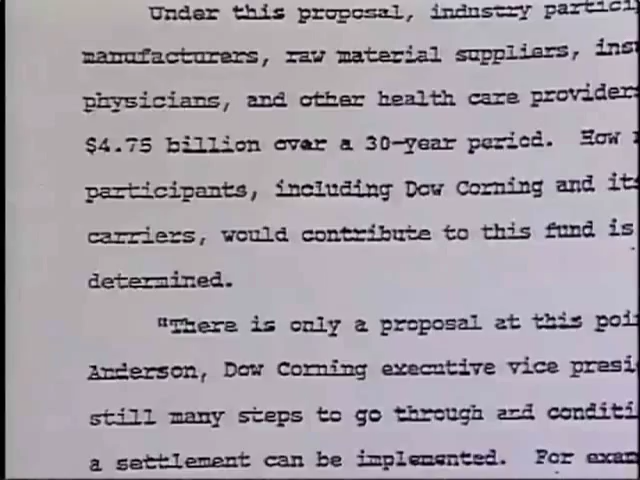 Under this proposal, industry partici
manufacturers, raw material suppliers, ins
physicians, and other health care provider
$4.75 billion over a 30-year period. How
participants, including Dow Corning and it
carriers, would contribute to this fund is
determined.
"There is only a proposal at this poi
Anderson, Dow Corning executive vice presi
still many steps to go through and conditi
a settlement can be implemented. For exam